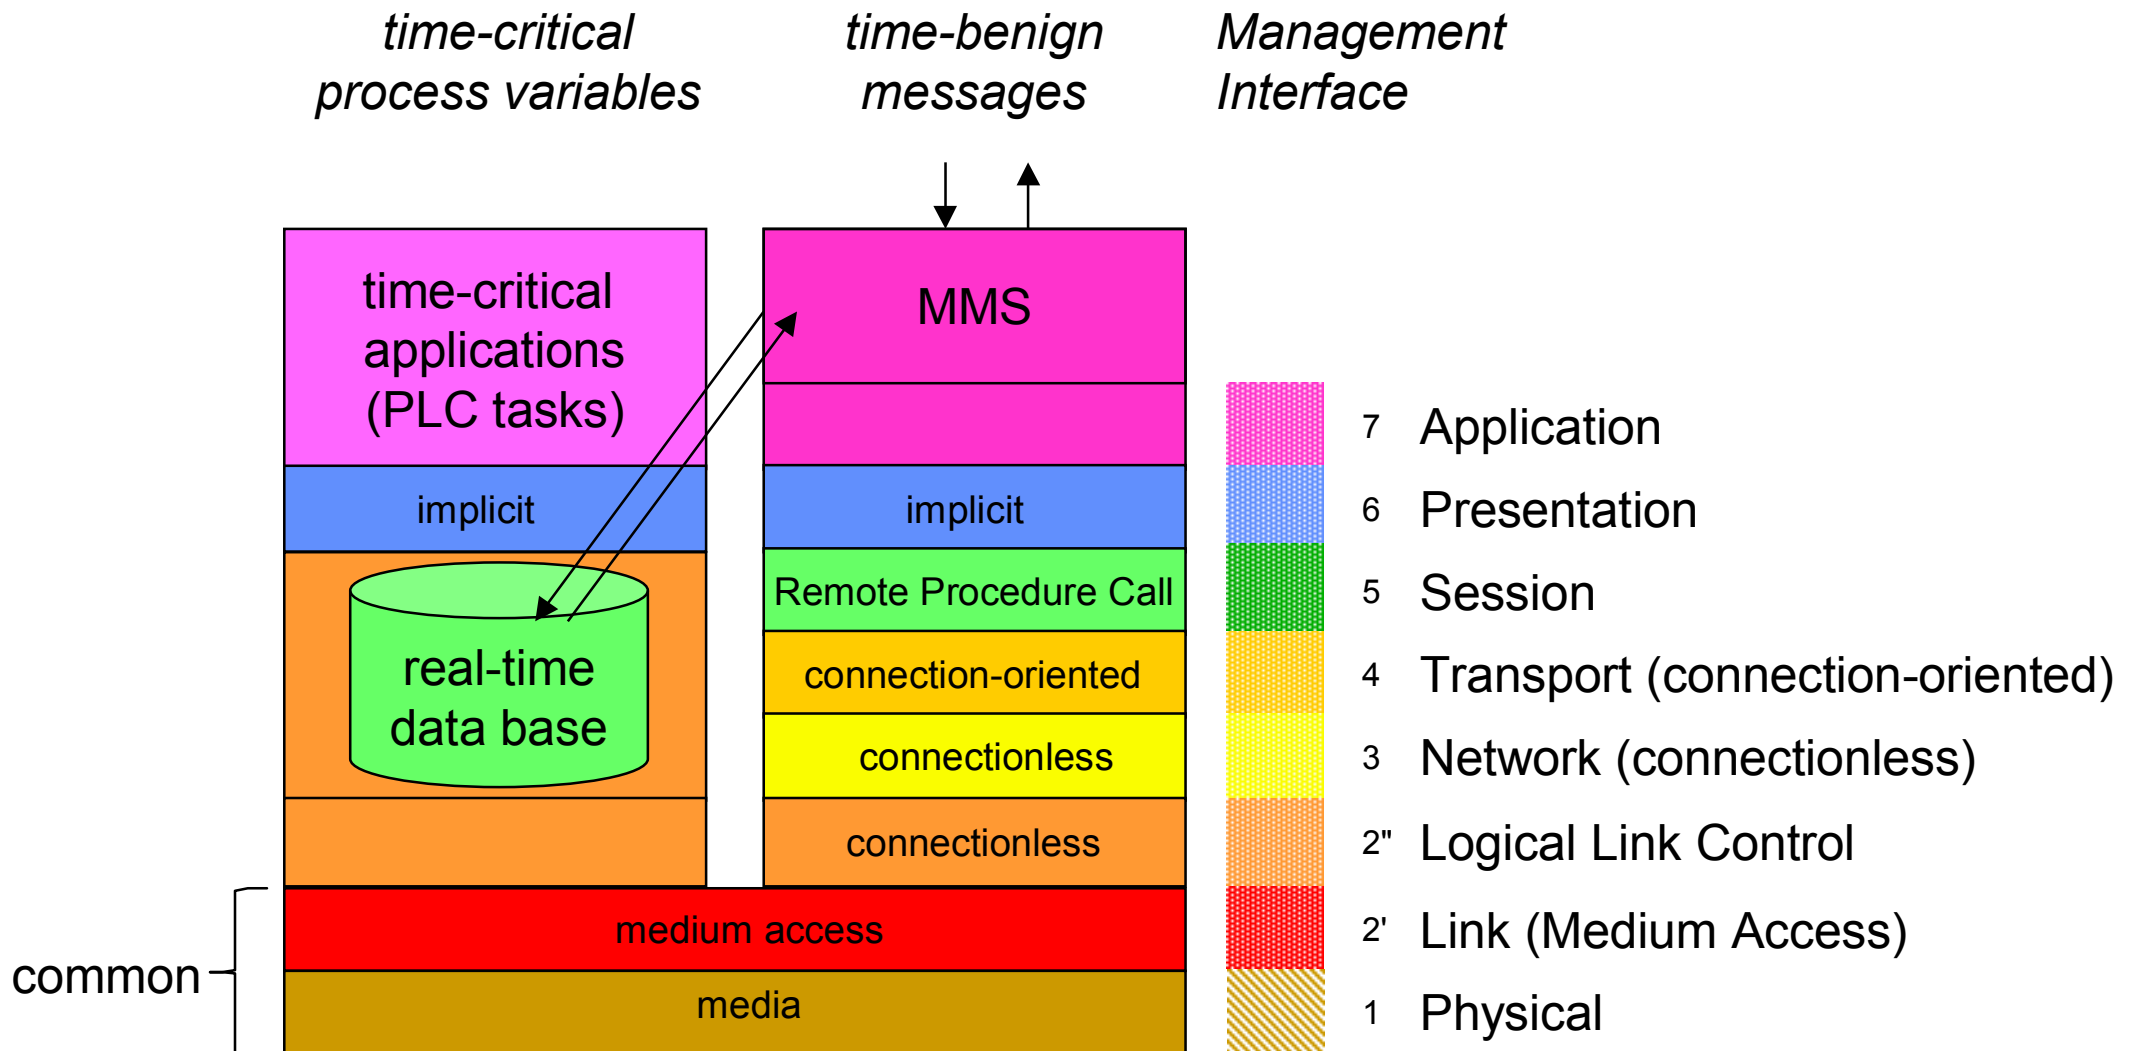 time-critical
process variables
time-benign
messages
Management
Interface
time-critical
applications
(PLC tasks)
MMS
implicit
implicit
real-time
data base
Remote Procedure Call
connection-oriented
connectionless
connectionless
medium access
media
common
7 Application
6 Presentation
5 Session
4 Transport (connection-oriented)
3 Network (connectionless)
2" Logical Link Control
2' Link (Medium Access)
1 Physical